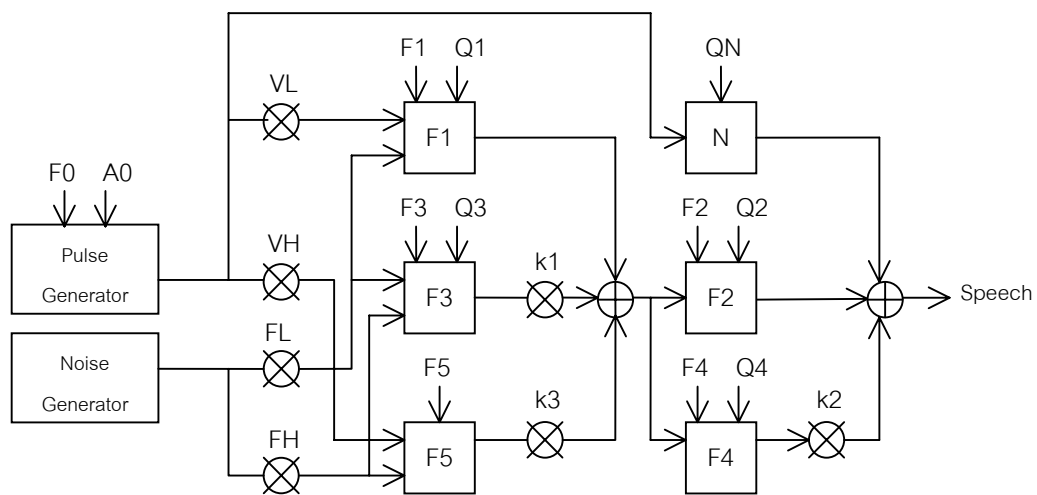 F1 Q1
QN
VL
F1
N
F0 A0
F3 Q3
F2 Q2
Pulse
Generator
VH
F3
k1
F2
Speech
Noise
Generator
FL
F5
k3
F4 Q4
k2
FH
F5
F4